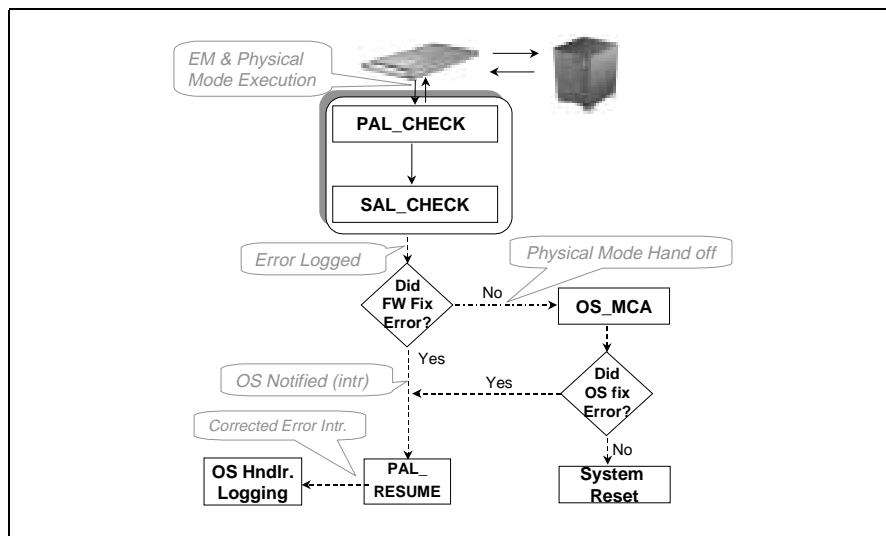 EM & Physical
Mode Execution
PAL_CHECK
SAL_CHECK
Error Logged
Physical Mode Hand off
Did
FW Fix
Error?
No
OS_MCA
Yes
OS Notified (intr)
Yes
Did
OS fix
Error?
Corrected Error Intr.
No
OS Hndlr.
Logging
PAL_
RESUME
System
Reset